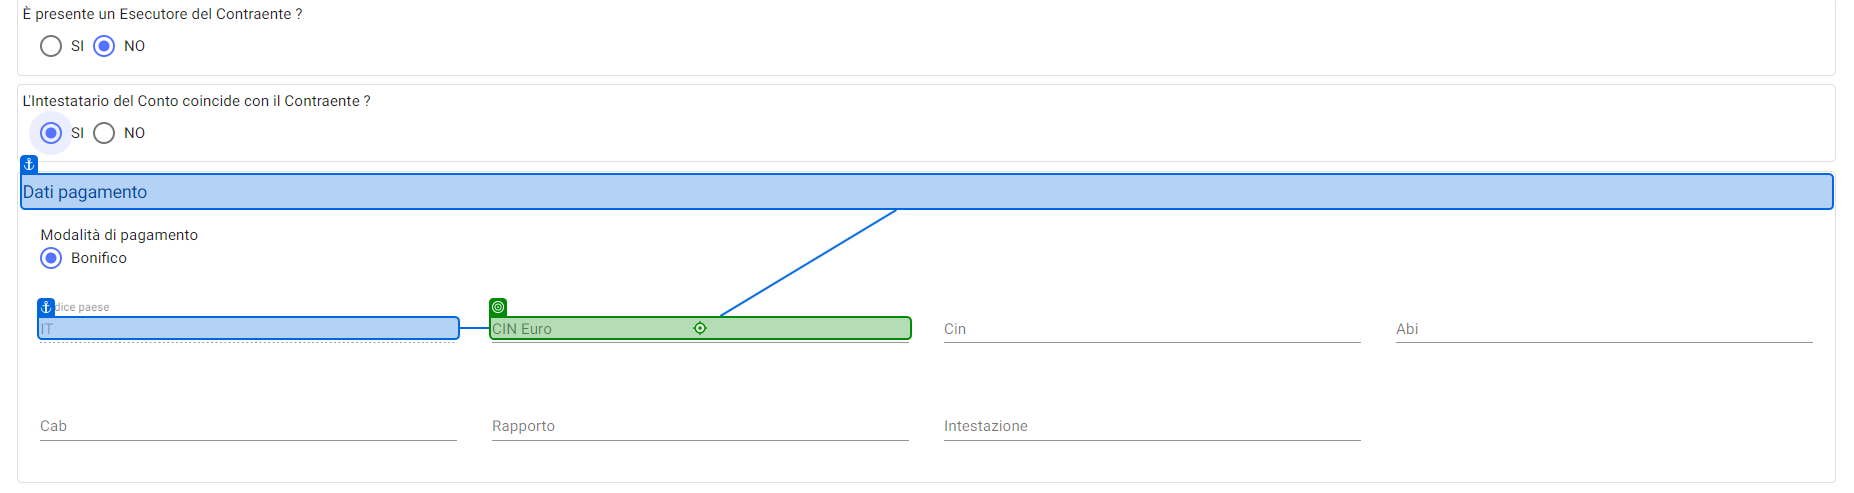 È presente un Esecutore del Contraente ?
SI NO
L'Intestatario del Conto coincide con il Contraente ?
SI NO
Dati pagamento
Modalità di pagamento
Bonifico
dice paese
IT CIN Euro Cin Abi
Cab Rapporto Intestazione